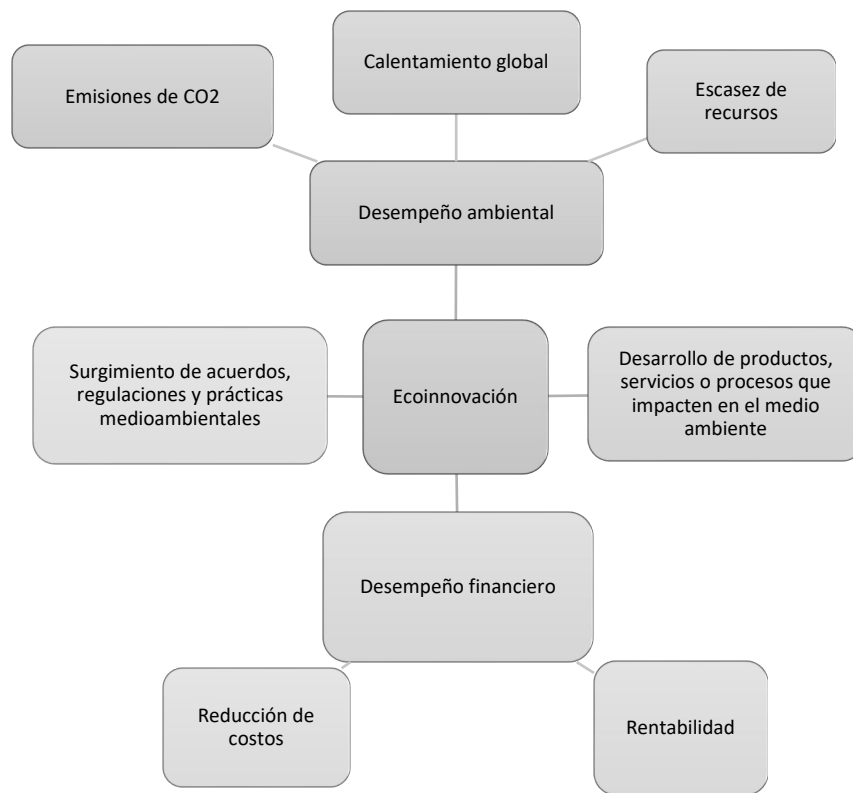 Calentamiento global
Emisiones de CO2
Escasez de
recursos
Desempeño ambiental
Surgimiento de acuerdos,
regulaciones y prácticas
medioambientales
Ecoinnovación
Desarrollo de productos,
servicios o procesos que
impacten en el medio
ambiente
Desempeño financiero
Reducción de
costos
Rentabilidad